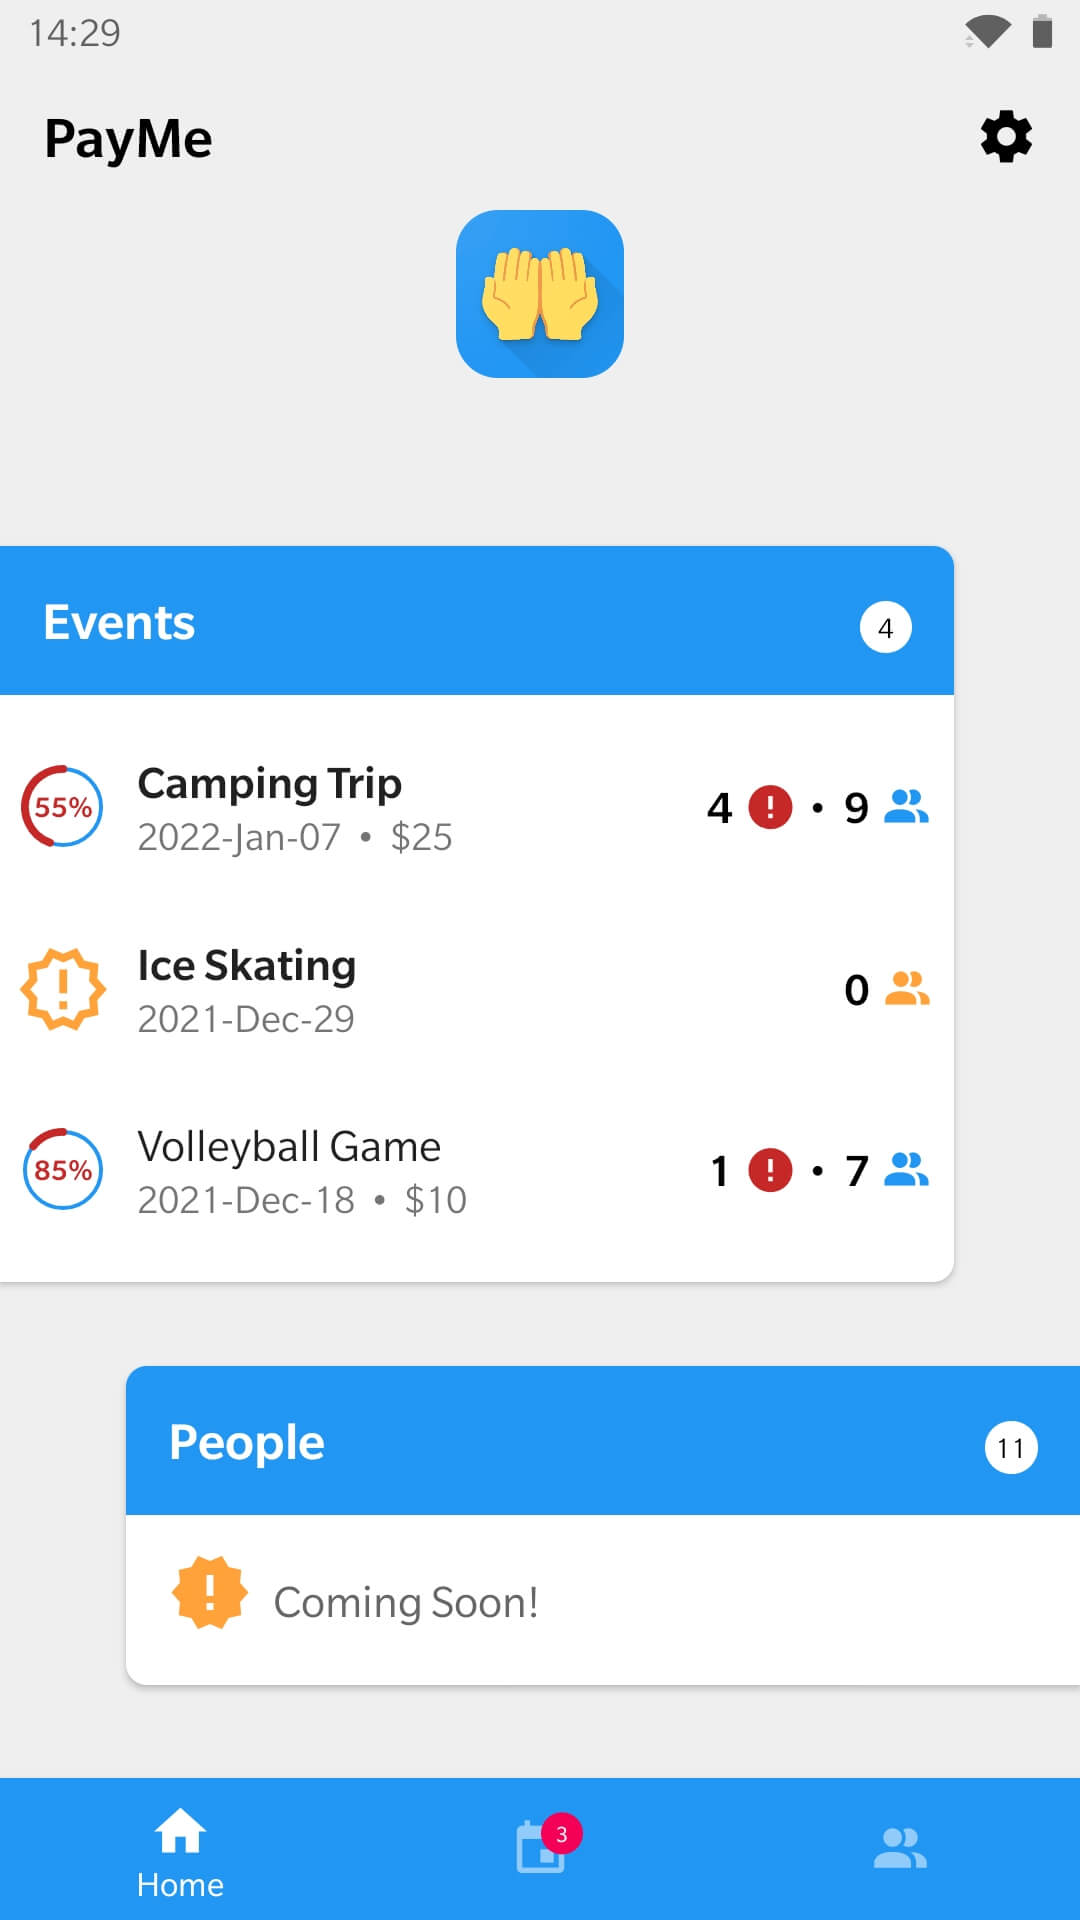 14:29
PayMe
Events
4
55%
Camping Trip
4 ! • 9
2022-Jan-07 • $25
!
Ice Skating
0
2021-Dec-29
85%
Volleyball Game
1 ! • 7
2021-Dec-18 • $10
People
11
! Coming Soon!
3
Home